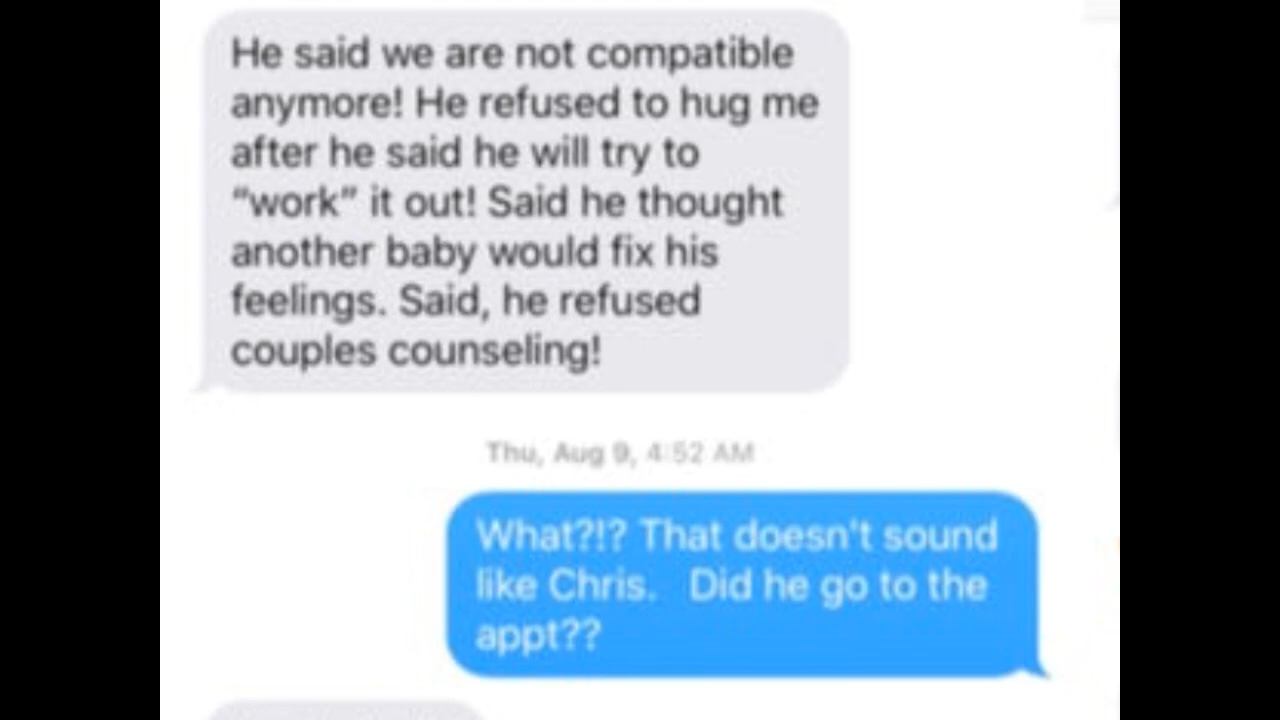 He said we are not compatible
anymore! He refused to hug me
after he said he will try to
“work” it out! Said he thought
another baby would fix his
feelings. Said, he refused
couples counseling!
Thu, Aug 9, 4:52 AM
What?!? That doesn't sound
like Chris.   Did he go to the
appt??